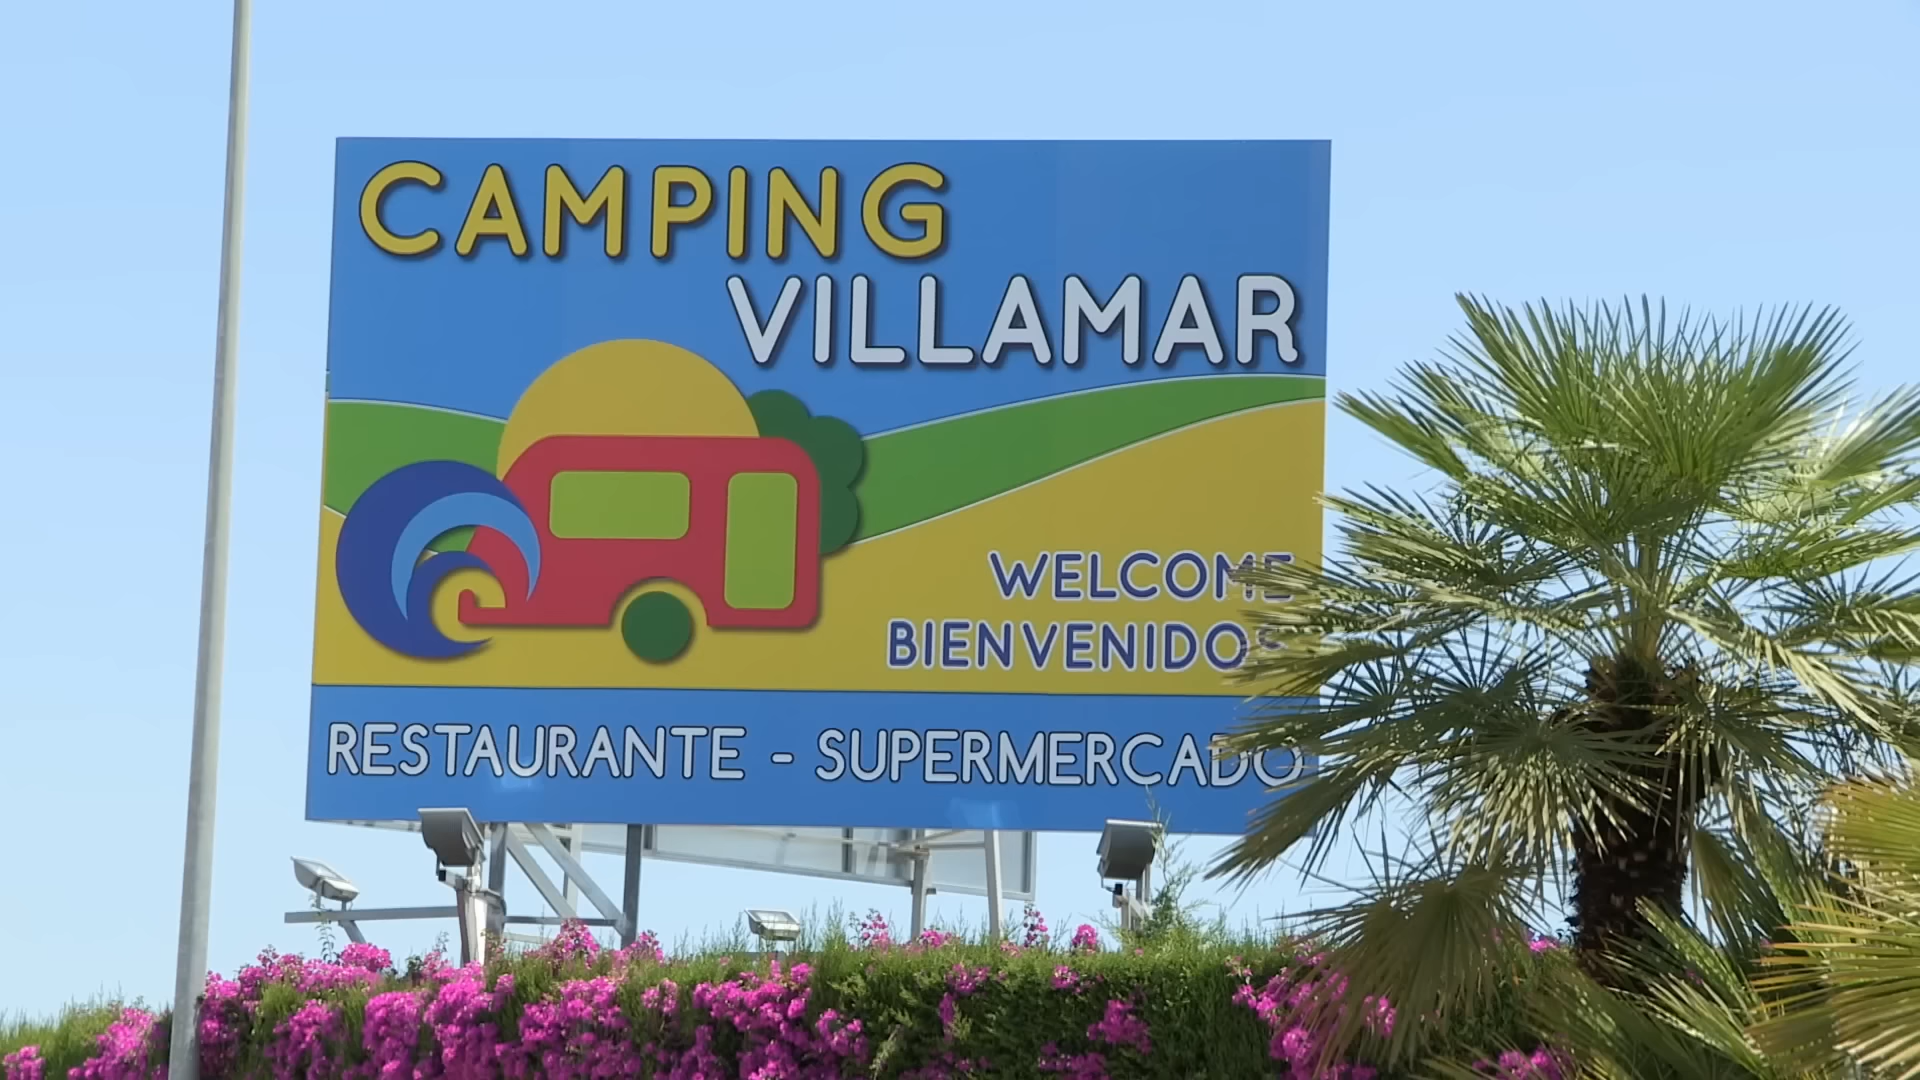 CAMPING
VILLAMAR
WELCOME
BIENVENIDOS
RESTAURANTE - SUPERMERCADO